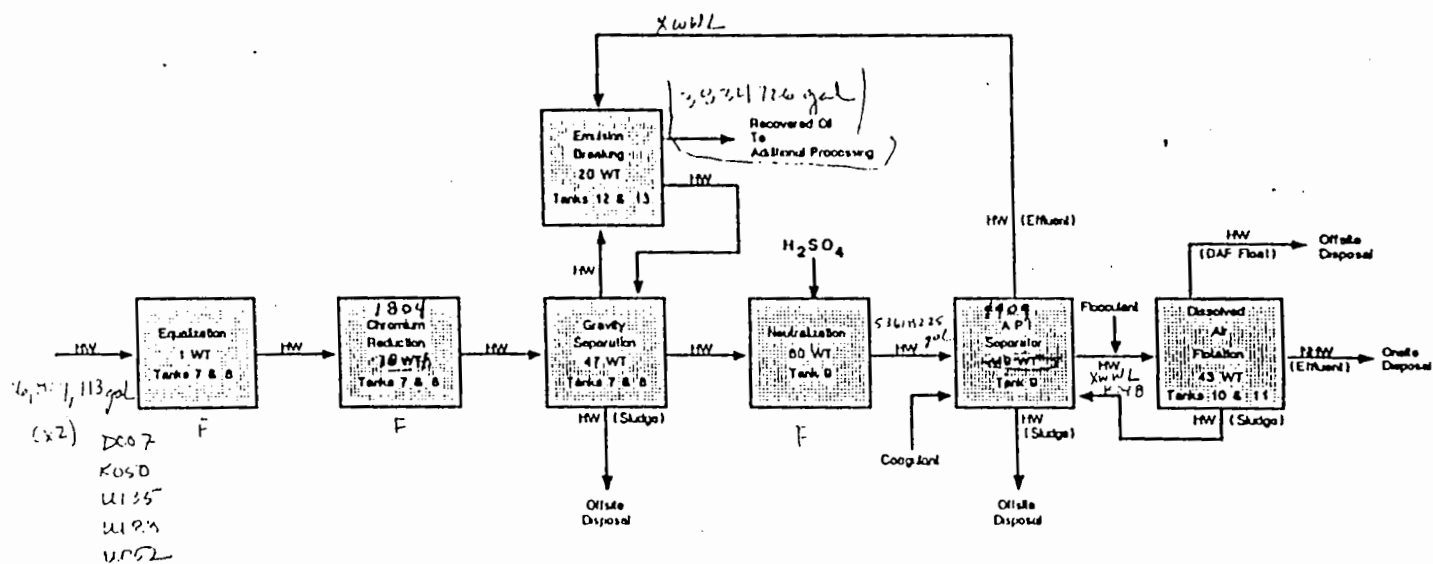 XWWL
Emulsion
Breaking
20 WT
Tanks 12 & 13
Recovered Oil
To
Additional Processing
HW
HW
HW (Effluent)
H₂SO₄
HW
(DAF Float)
Offsite
Disposal
HW
Equalization
1 WT
Tanks 7 & 8
F
HW
1804
Chromium
Reduction
Tanks 7 & 8
F
HW
Gravity
Separation
47 WT
Tanks 7 & 8
HW
Neutralization
60 WT
Tank 9
F
gal
HW
API
Separator
Tank 9
Flocculant
HW
XWWL
Dissolved
Air
Flotation
43 WT
Tanks 10 & 11
(Effluent)
Onsite
Disposal
113 gal
(x2)
D007
K050
U135
HW (Sludge)
Offsite
Disposal
Coagulant
HW
(Sludge)
Offsite
Disposal
HW (Sludge)